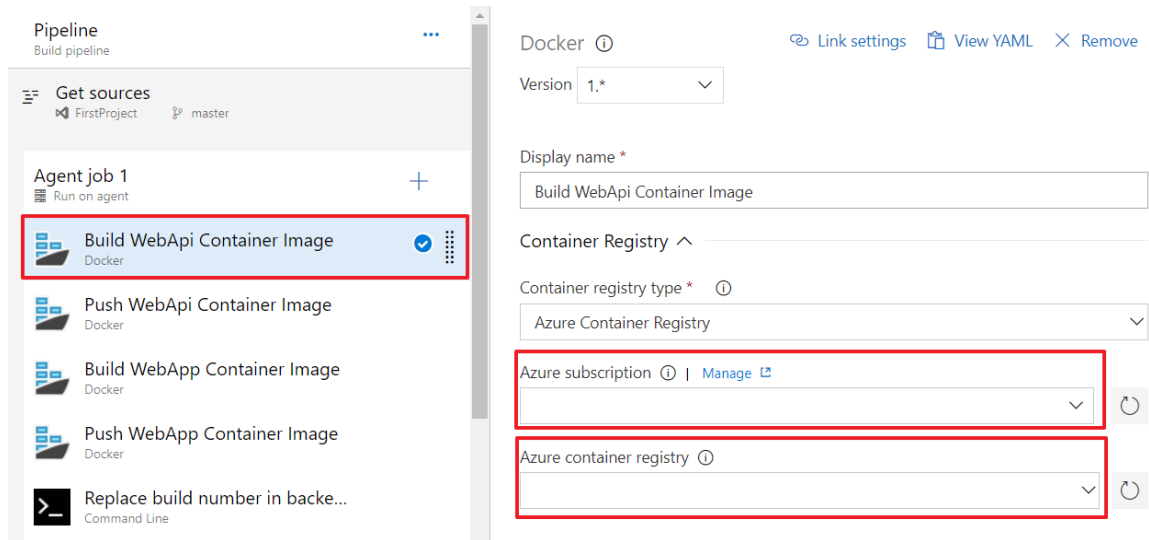 Pipeline
Build pipeline
...
Get sources
FirstProject master
Agent job 1
Run on agent
Build WebApi Container Image
Docker
Push WebApi Container Image
Docker
Build WebApp Container Image
Docker
Push WebApp Container Image
Docker
Replace build number in backe...
Command Line
Docker
Link settings View YAML Remove
Version 1.*
Display name *
Build WebApi Container Image
Container Registry
Container registry type *
Azure Container Registry
Azure subscription | Manage
Azure container registry